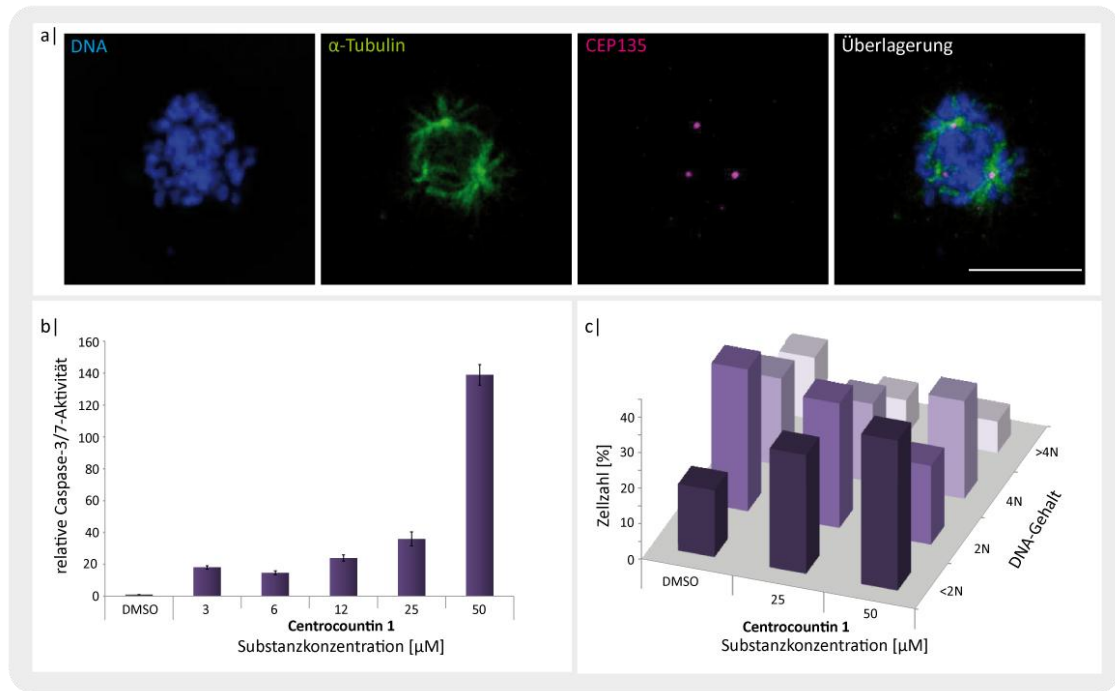 a|
DNA
α-Tubulin
CEP135
Überlagerung
b|
relative Caspase-3/7-Aktivität
160
140
120
100
80
60
40
20
0
DMSO 3 6 12 25 50
Centrocountin 1
Substanzkonzentration [µM]
c|
Zellzahl [%]
40
30
20
10
0
DMSO
25
50
Centrocountin 1
Substanzkonzentration [µM]
<2N
2N
4N
>4N
DNA-Gehalt